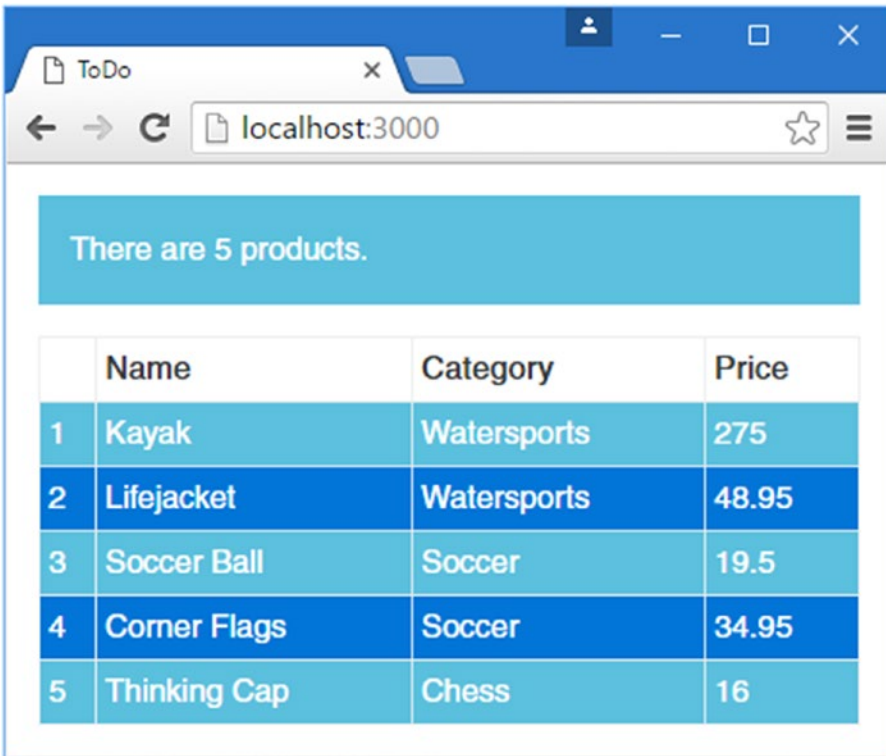 ToDo
localhost:3000
There are 5 products.
Name Category Price
1 Kayak Watersports 275
2 Lifejacket Watersports 48.95
3 Soccer Ball Soccer 19.5
4 Corner Flags Soccer 34.95
5 Thinking Cap Chess 16